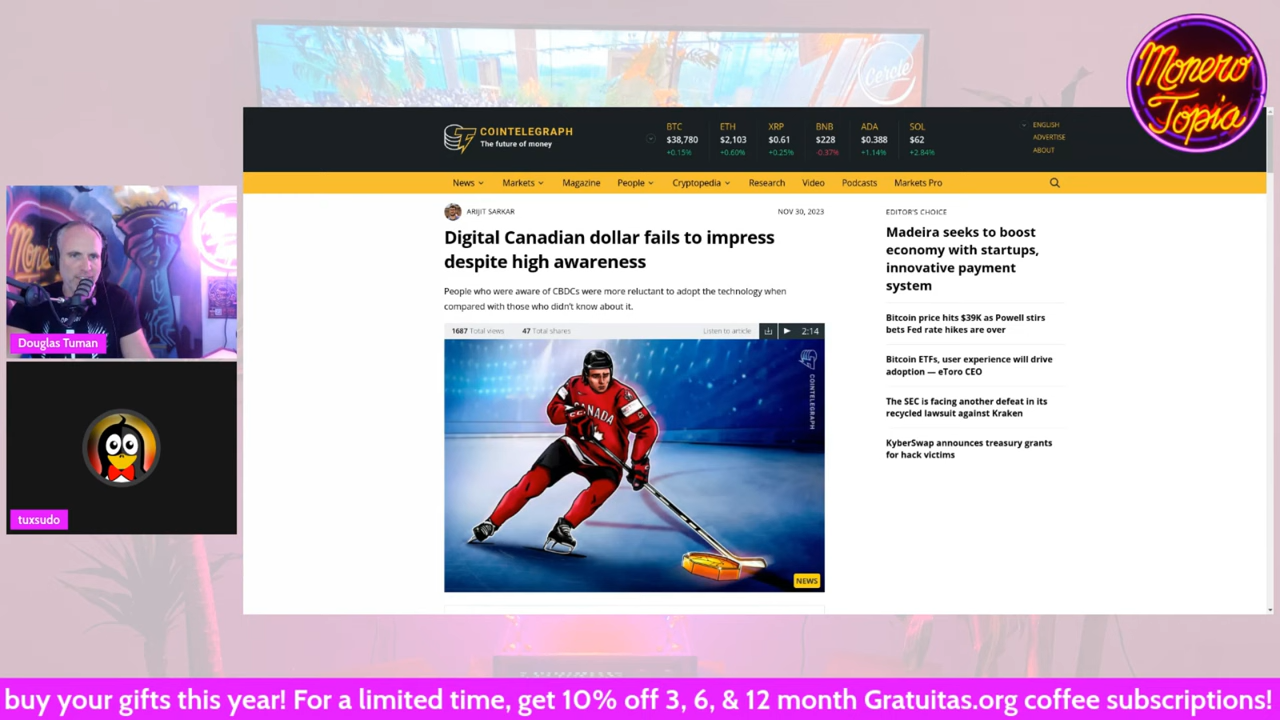 Cercle
Monero
Topia
COINTELEGRAPH
The future of money
BTC
$38,780
+0.15%
ETH
$2,103
+0.60%
XRP
$0.61
+0.25%
BNB
$228
-0.37%
ADA
$0.388
+1.14%
SOL
$62
+2.84%
ENGLISH
ADVERTISE
ABOUT
News Markets Magazine People Cryptopedia Research Video Podcasts Markets Pro
ARIJIT SARKAR
NOV 30, 2023
Digital Canadian dollar fails to impress
despite high awareness
People who were aware of CBDCs were more reluctant to adopt the technology when
compared with those who didn't know about it.
1687 Total views 47 Total shares
Listen to article
2:14
CANADA
COINTELEGRAPH
NEWS
EDITOR'S CHOICE
Madeira seeks to boost
economy with startups,
innovative payment
system
Bitcoin price hits $39K as Powell stirs
bets Fed rate hikes are over
Bitcoin ETFs, user experience will drive
adoption — eToro CEO
The SEC is facing another defeat in its
recycled lawsuit against Kraken
KyberSwap announces treasury grants
for hack victims
Douglas Tuman
tuxsudo
buy your gifts this year! For a limited time, get 10% off 3, 6, & 12 month Gratuitas.org coffee subscriptions!